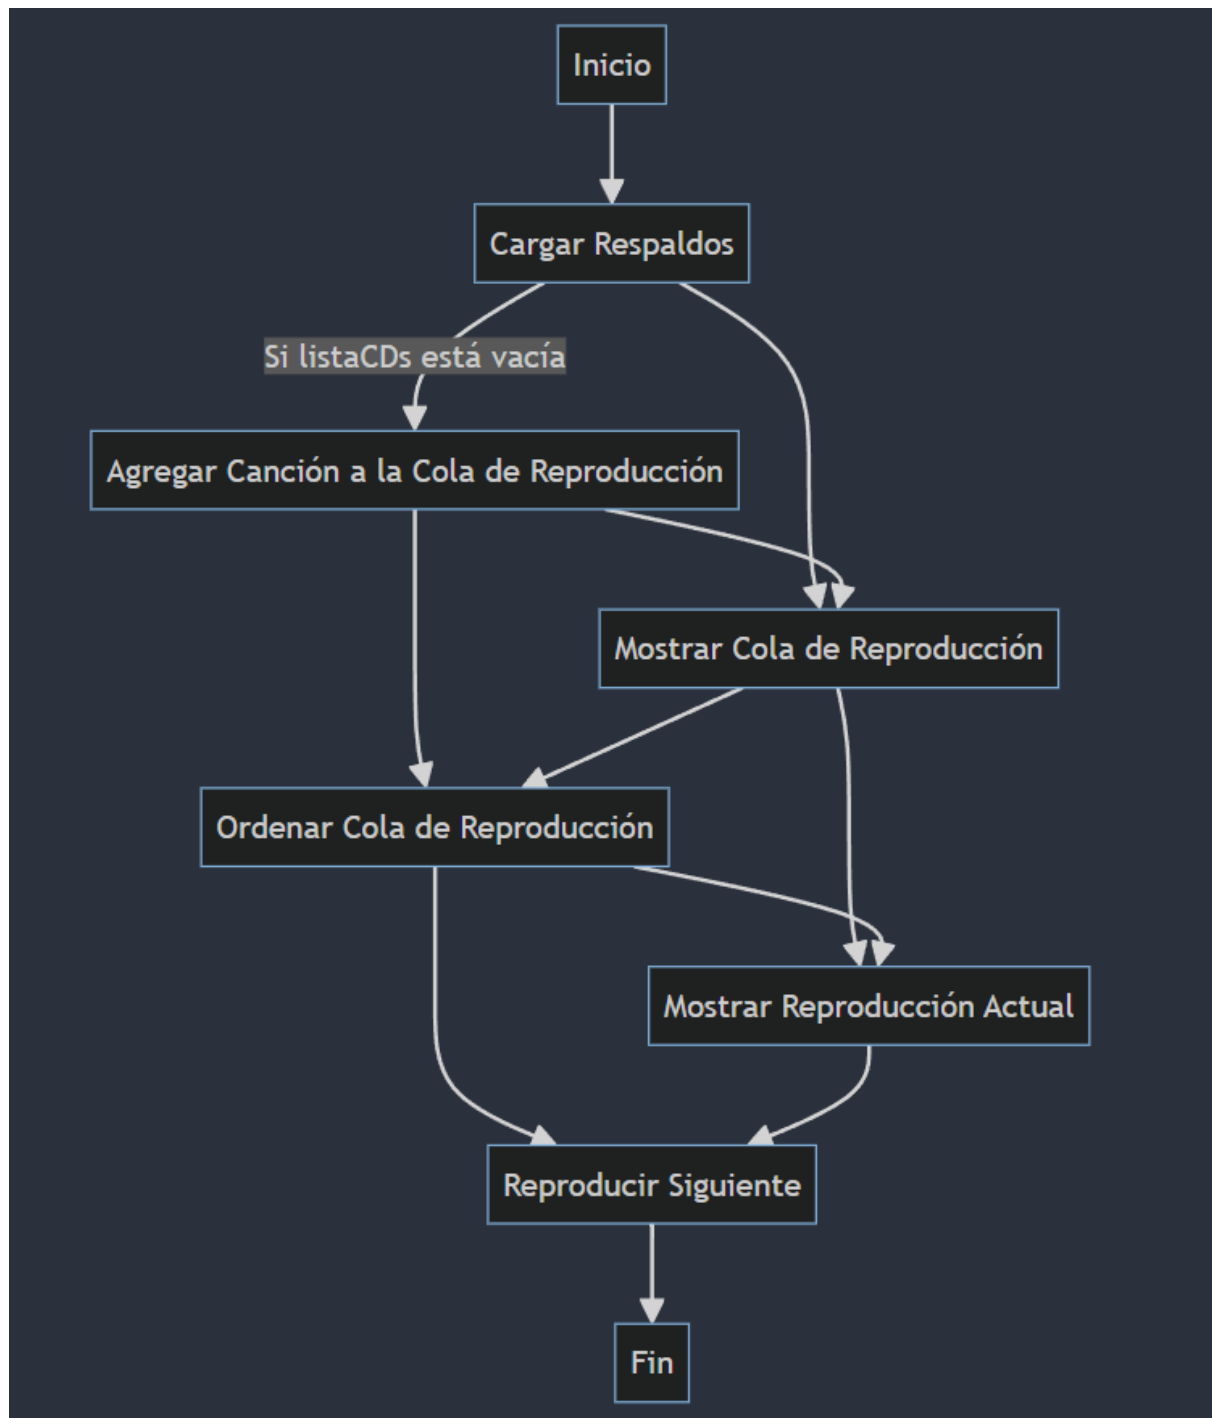 Inicio
Cargar Respaldos
Si listaCDs está vacía
Agregar Canción a la Cola de Reproducción
Mostrar Cola de Reproducción
Ordenar Cola de Reproducción
Mostrar Reproducción Actual
Reproducir Siguiente
Fin